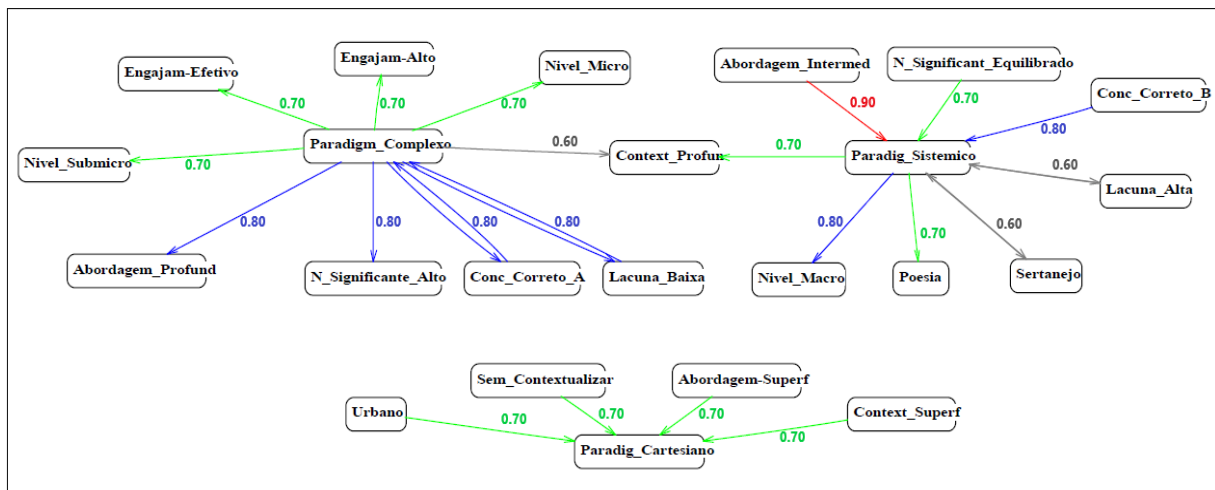 Engajam-Alto
Engajam-Efetivo
Nivel_Micro
Abordagem_Intermed
N_Significant_Equilibrado
Conc_Correto_B
0.70
0.70
0.70
0.90
0.70
0.80
Paradigm_Complexo
0.60
Nivel_Submicro
0.70
Context_Profun
0.70
Paradig_Sistemico
0.60
Lacuna_Alta
0.80
0.80
0.80
0.80
0.80
0.70
0.60
Abordagem_Profund
N_Significante_Alto
Conc_Correto_A
Lacuna_Baixa
Nivel_Macro
Poesia
Sertanejo
Sem_Contextualizar
Abordagem-Superf
Urbano
Context_Superf
0.70
0.70
0.70
0.70
Paradig_Cartesiano